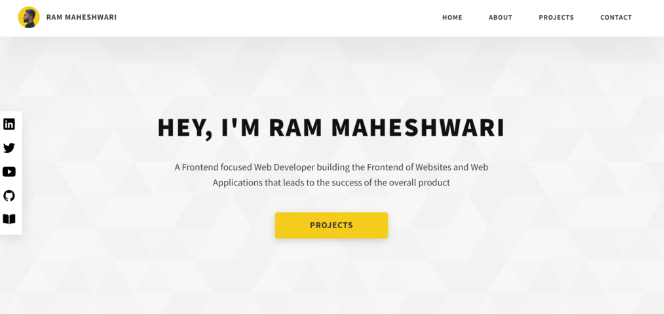 RAM MAHESHWARI
HOME
ABOUT
PROJECTS
CONTACT
HEY, I'M RAM MAHESHWARI
A Frontend focused Web Developer building the Frontend of Websites and Web
Applications that leads to the success of the overall product
PROJECTS